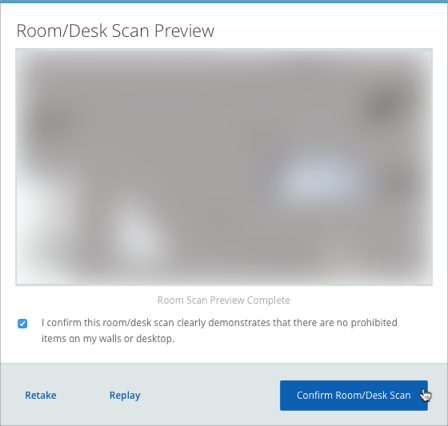 Room/Desk Scan Preview
Room Scan Preview Complete
I confirm this room/desk scan clearly demonstrates that there are no prohibited
items on my walls or desktop.
Retake
Replay
Confirm Room/Desk Scan